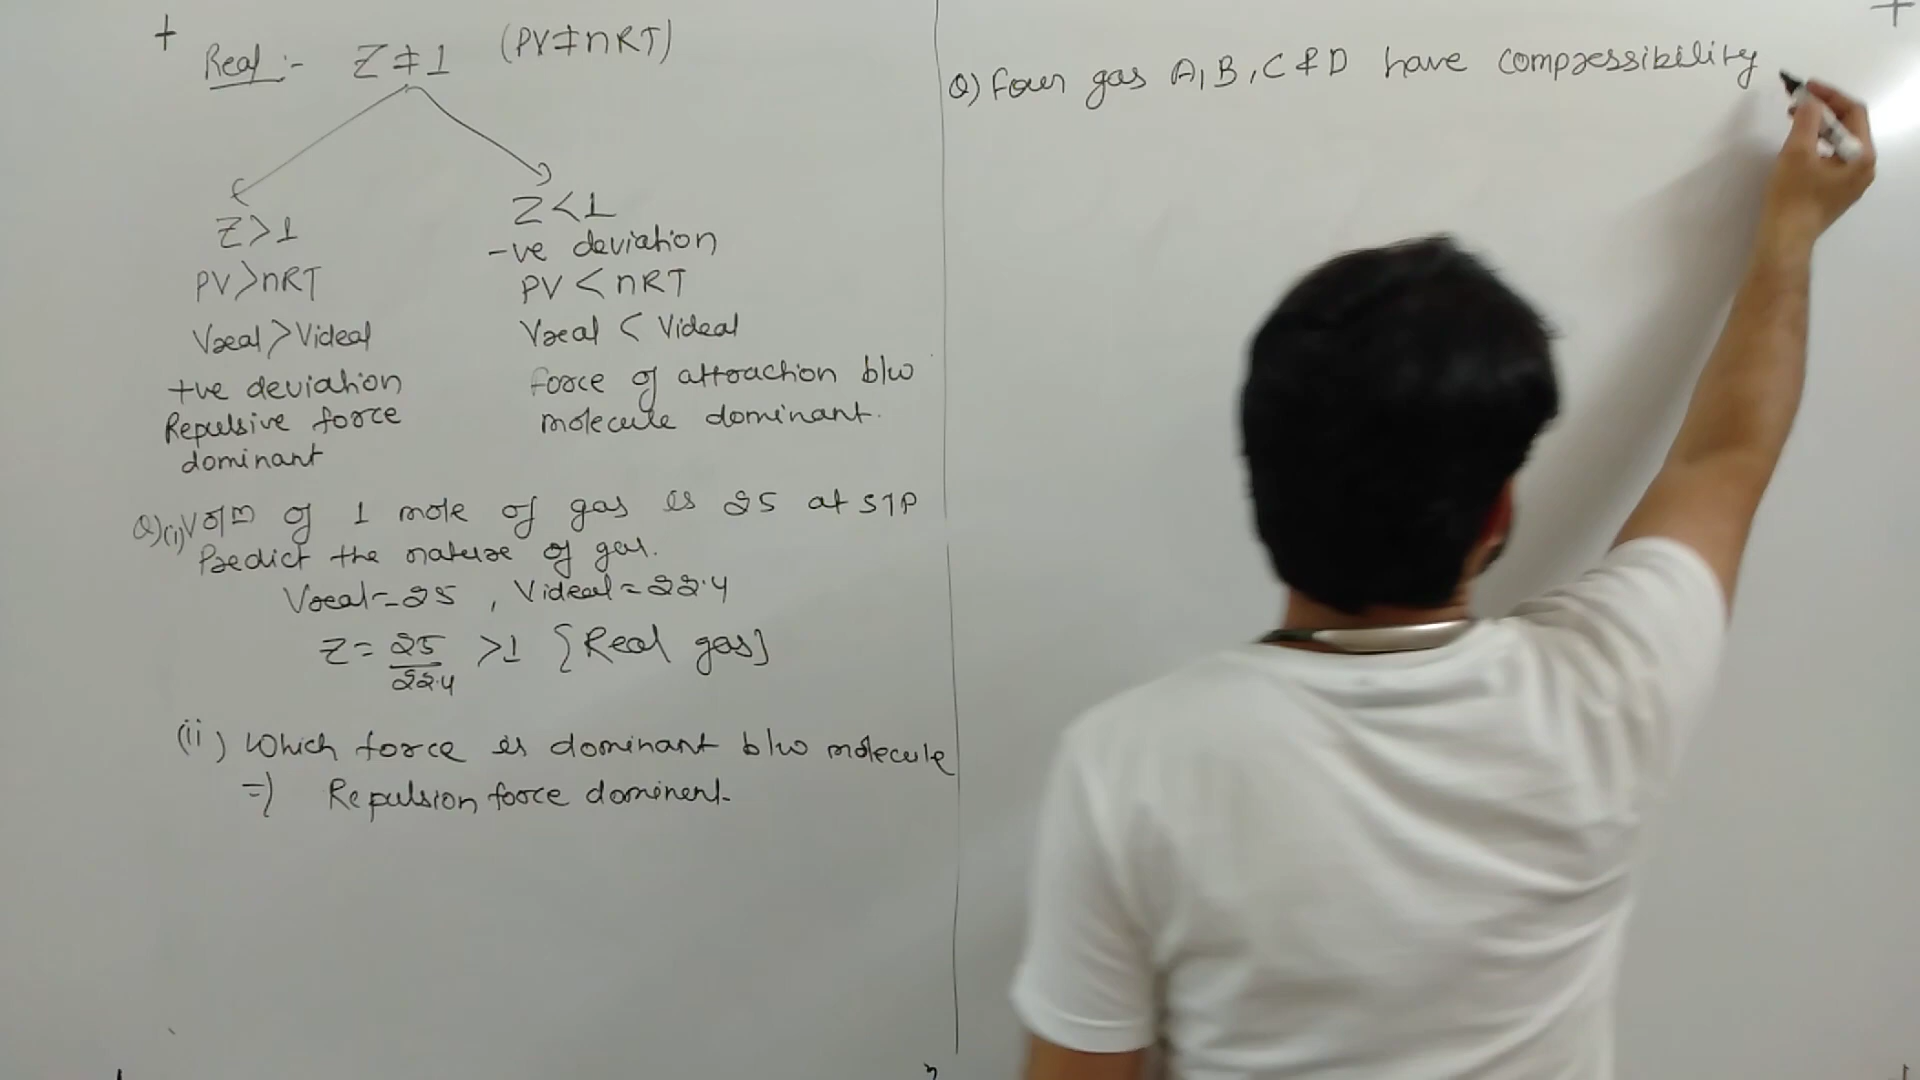 Real :- Z ≠ 1 (PV ≠ nRT)
Z > 1
PV > nRT
Vreal > Videal
+ve deviation
Repulsive force
dominant
Z < 1
-ve deviation
PV < nRT
Vreal < Videal
force of attraction b/w
molecule dominant.
Q)(i) Volm of 1 mole of gas is 25 at STP
Predict the nature of gas.
Vreal = 25 , Videal = 22.4
Z = 25/22.4 > 1 {Real gas}
(ii) Which force is dominant b/w molecule
=) Repulsion force dominent.
Q) Four gas A, B, C & D have compressibility